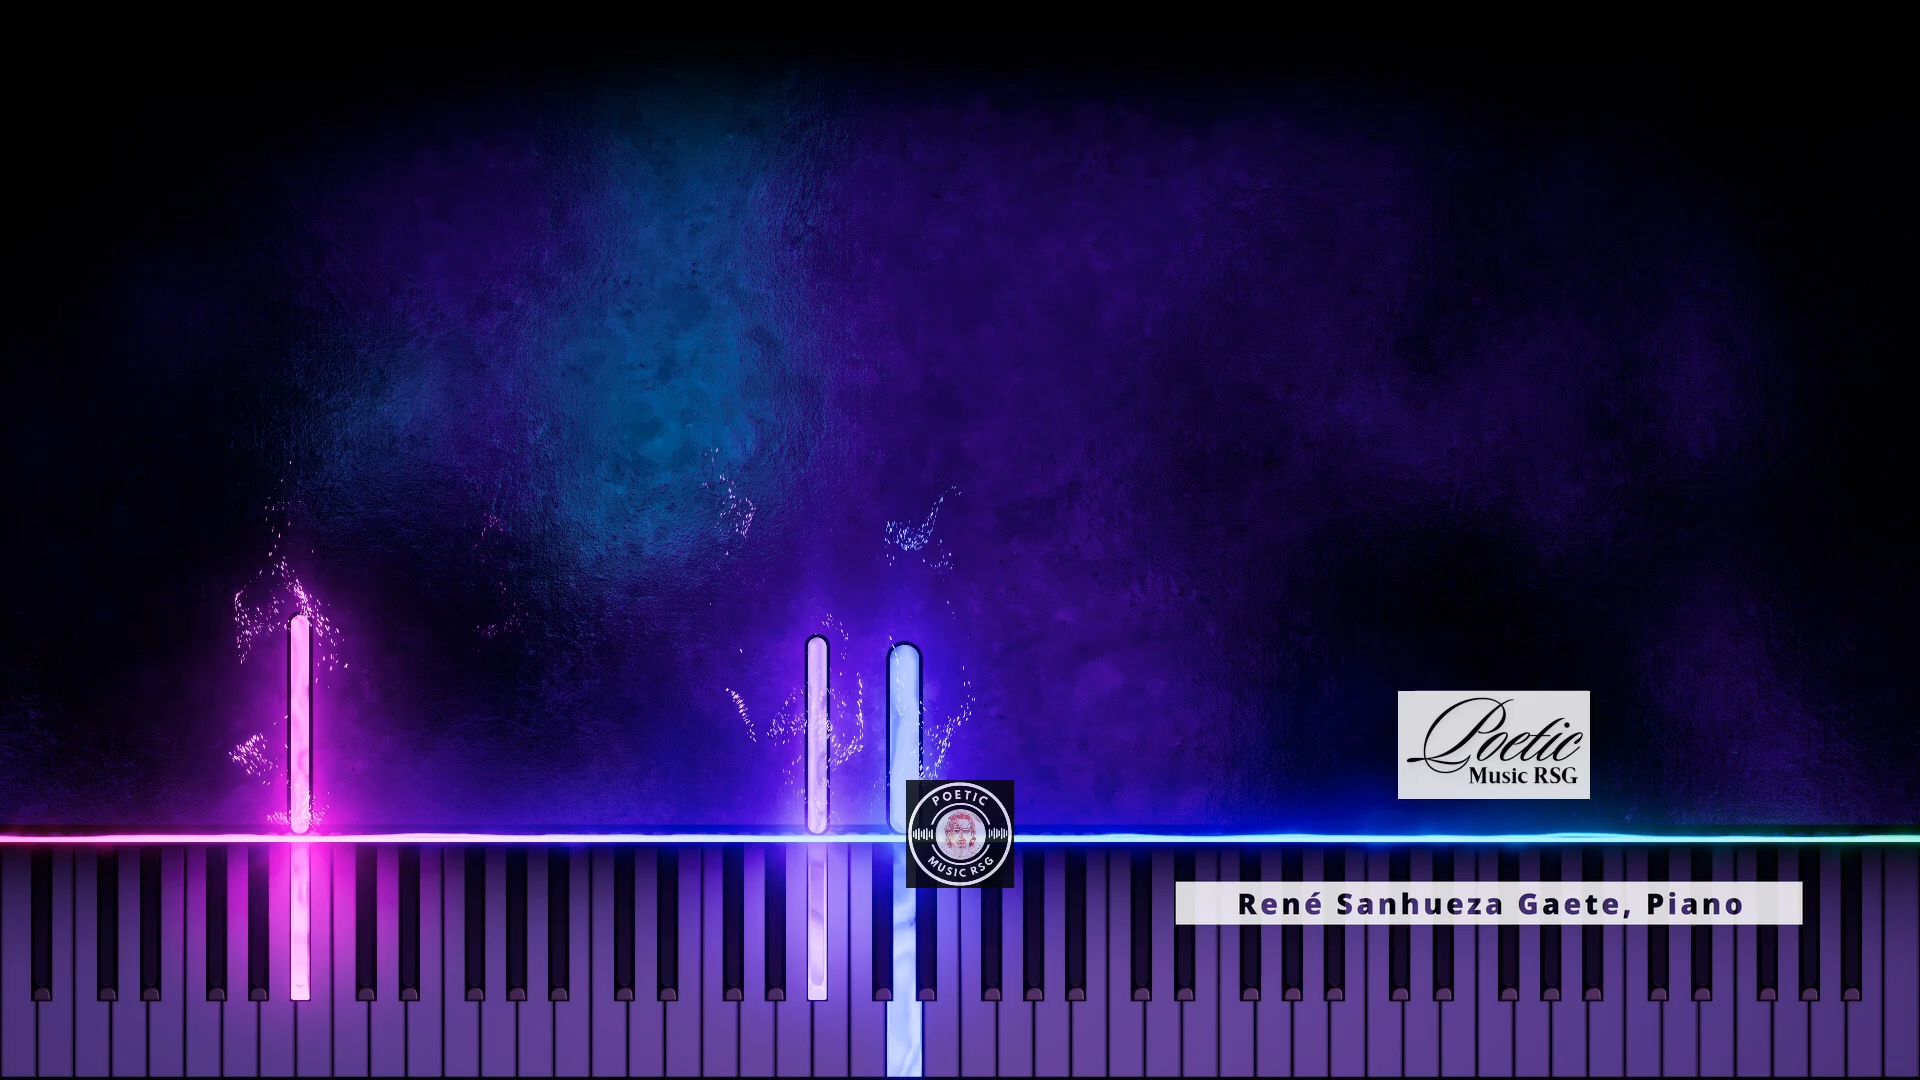 Poetic
Music RSG
POETIC
MUSIC RSG
René Sanhueza Gaete, Piano